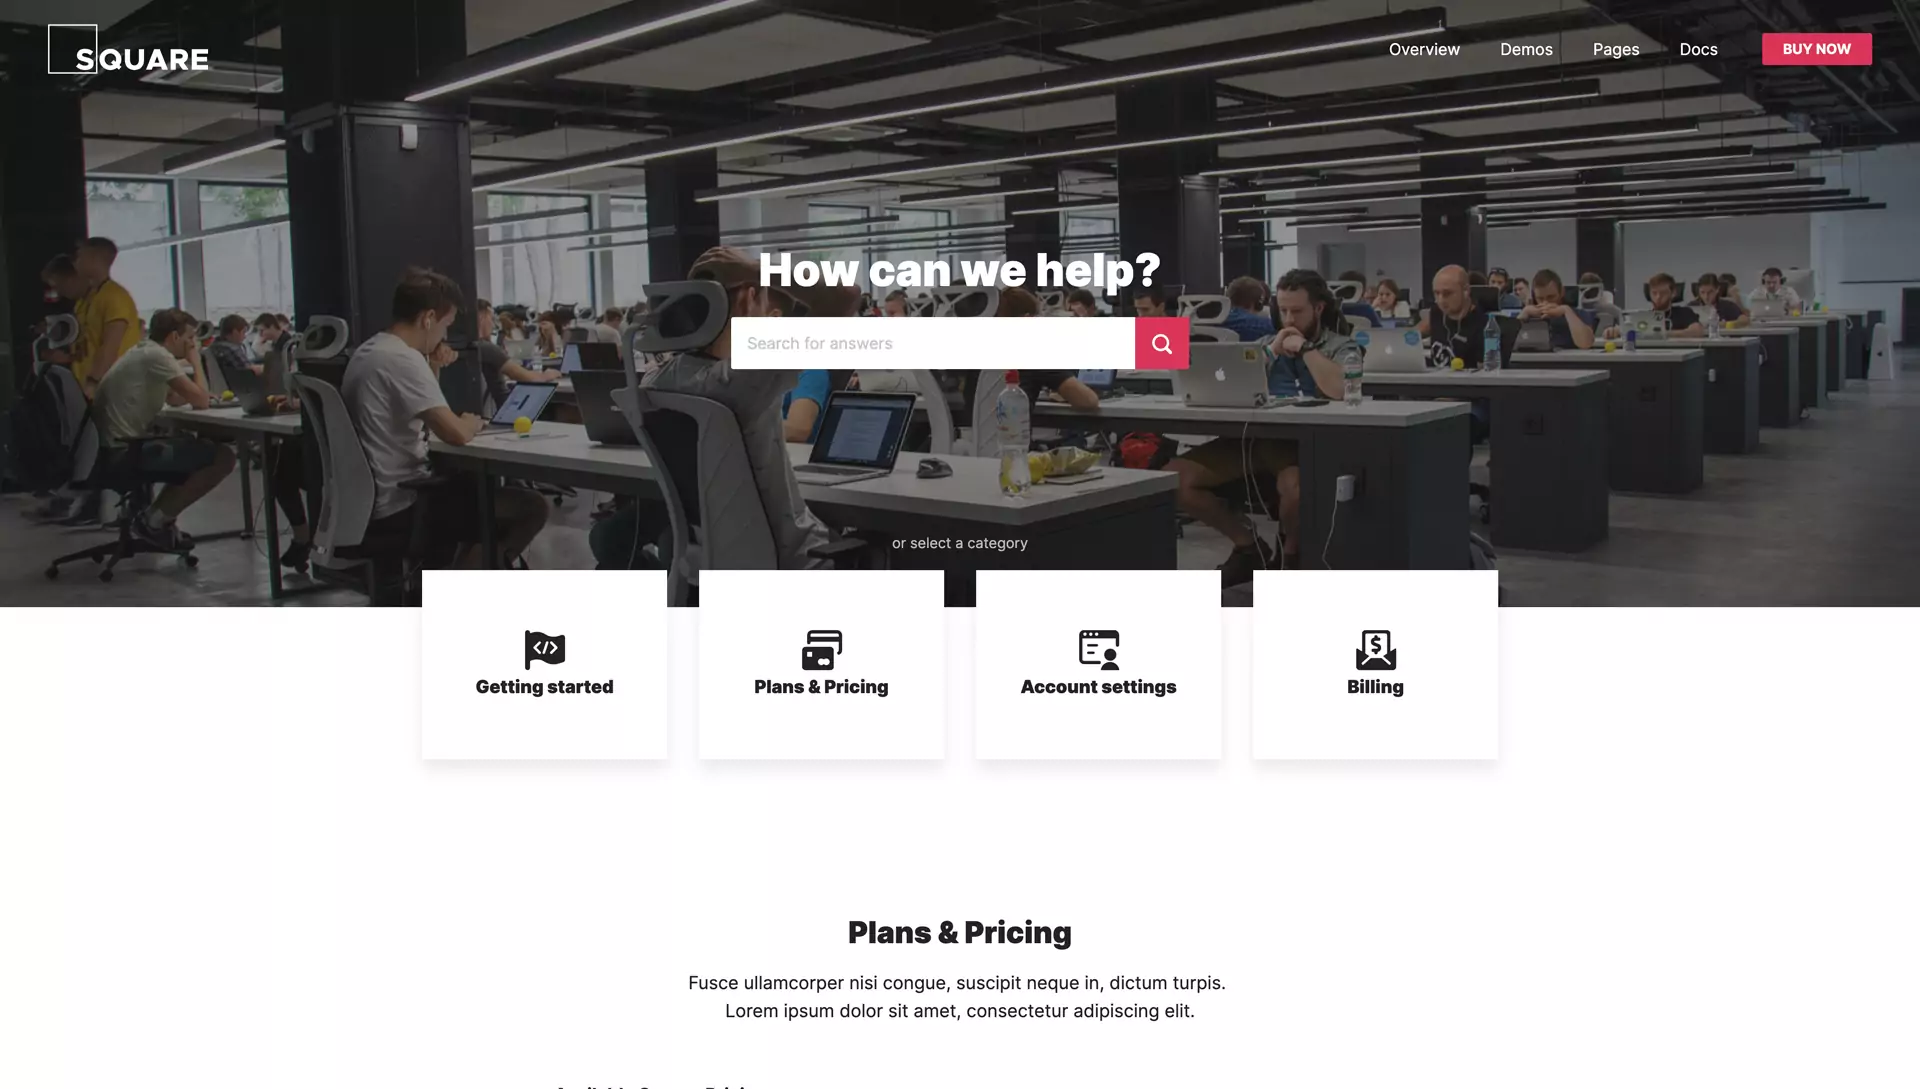 SQUARE
Overview
Demos
Pages
Docs
BUY NOW
How can we help?
Search for answers
or select a category
Getting started
Plans & Pricing
Account settings
Billing
Plans & Pricing
Fusce ullamcorper nisi congue, suscipit neque in, dictum turpis.
Lorem ipsum dolor sit amet, consectetur adipiscing elit.